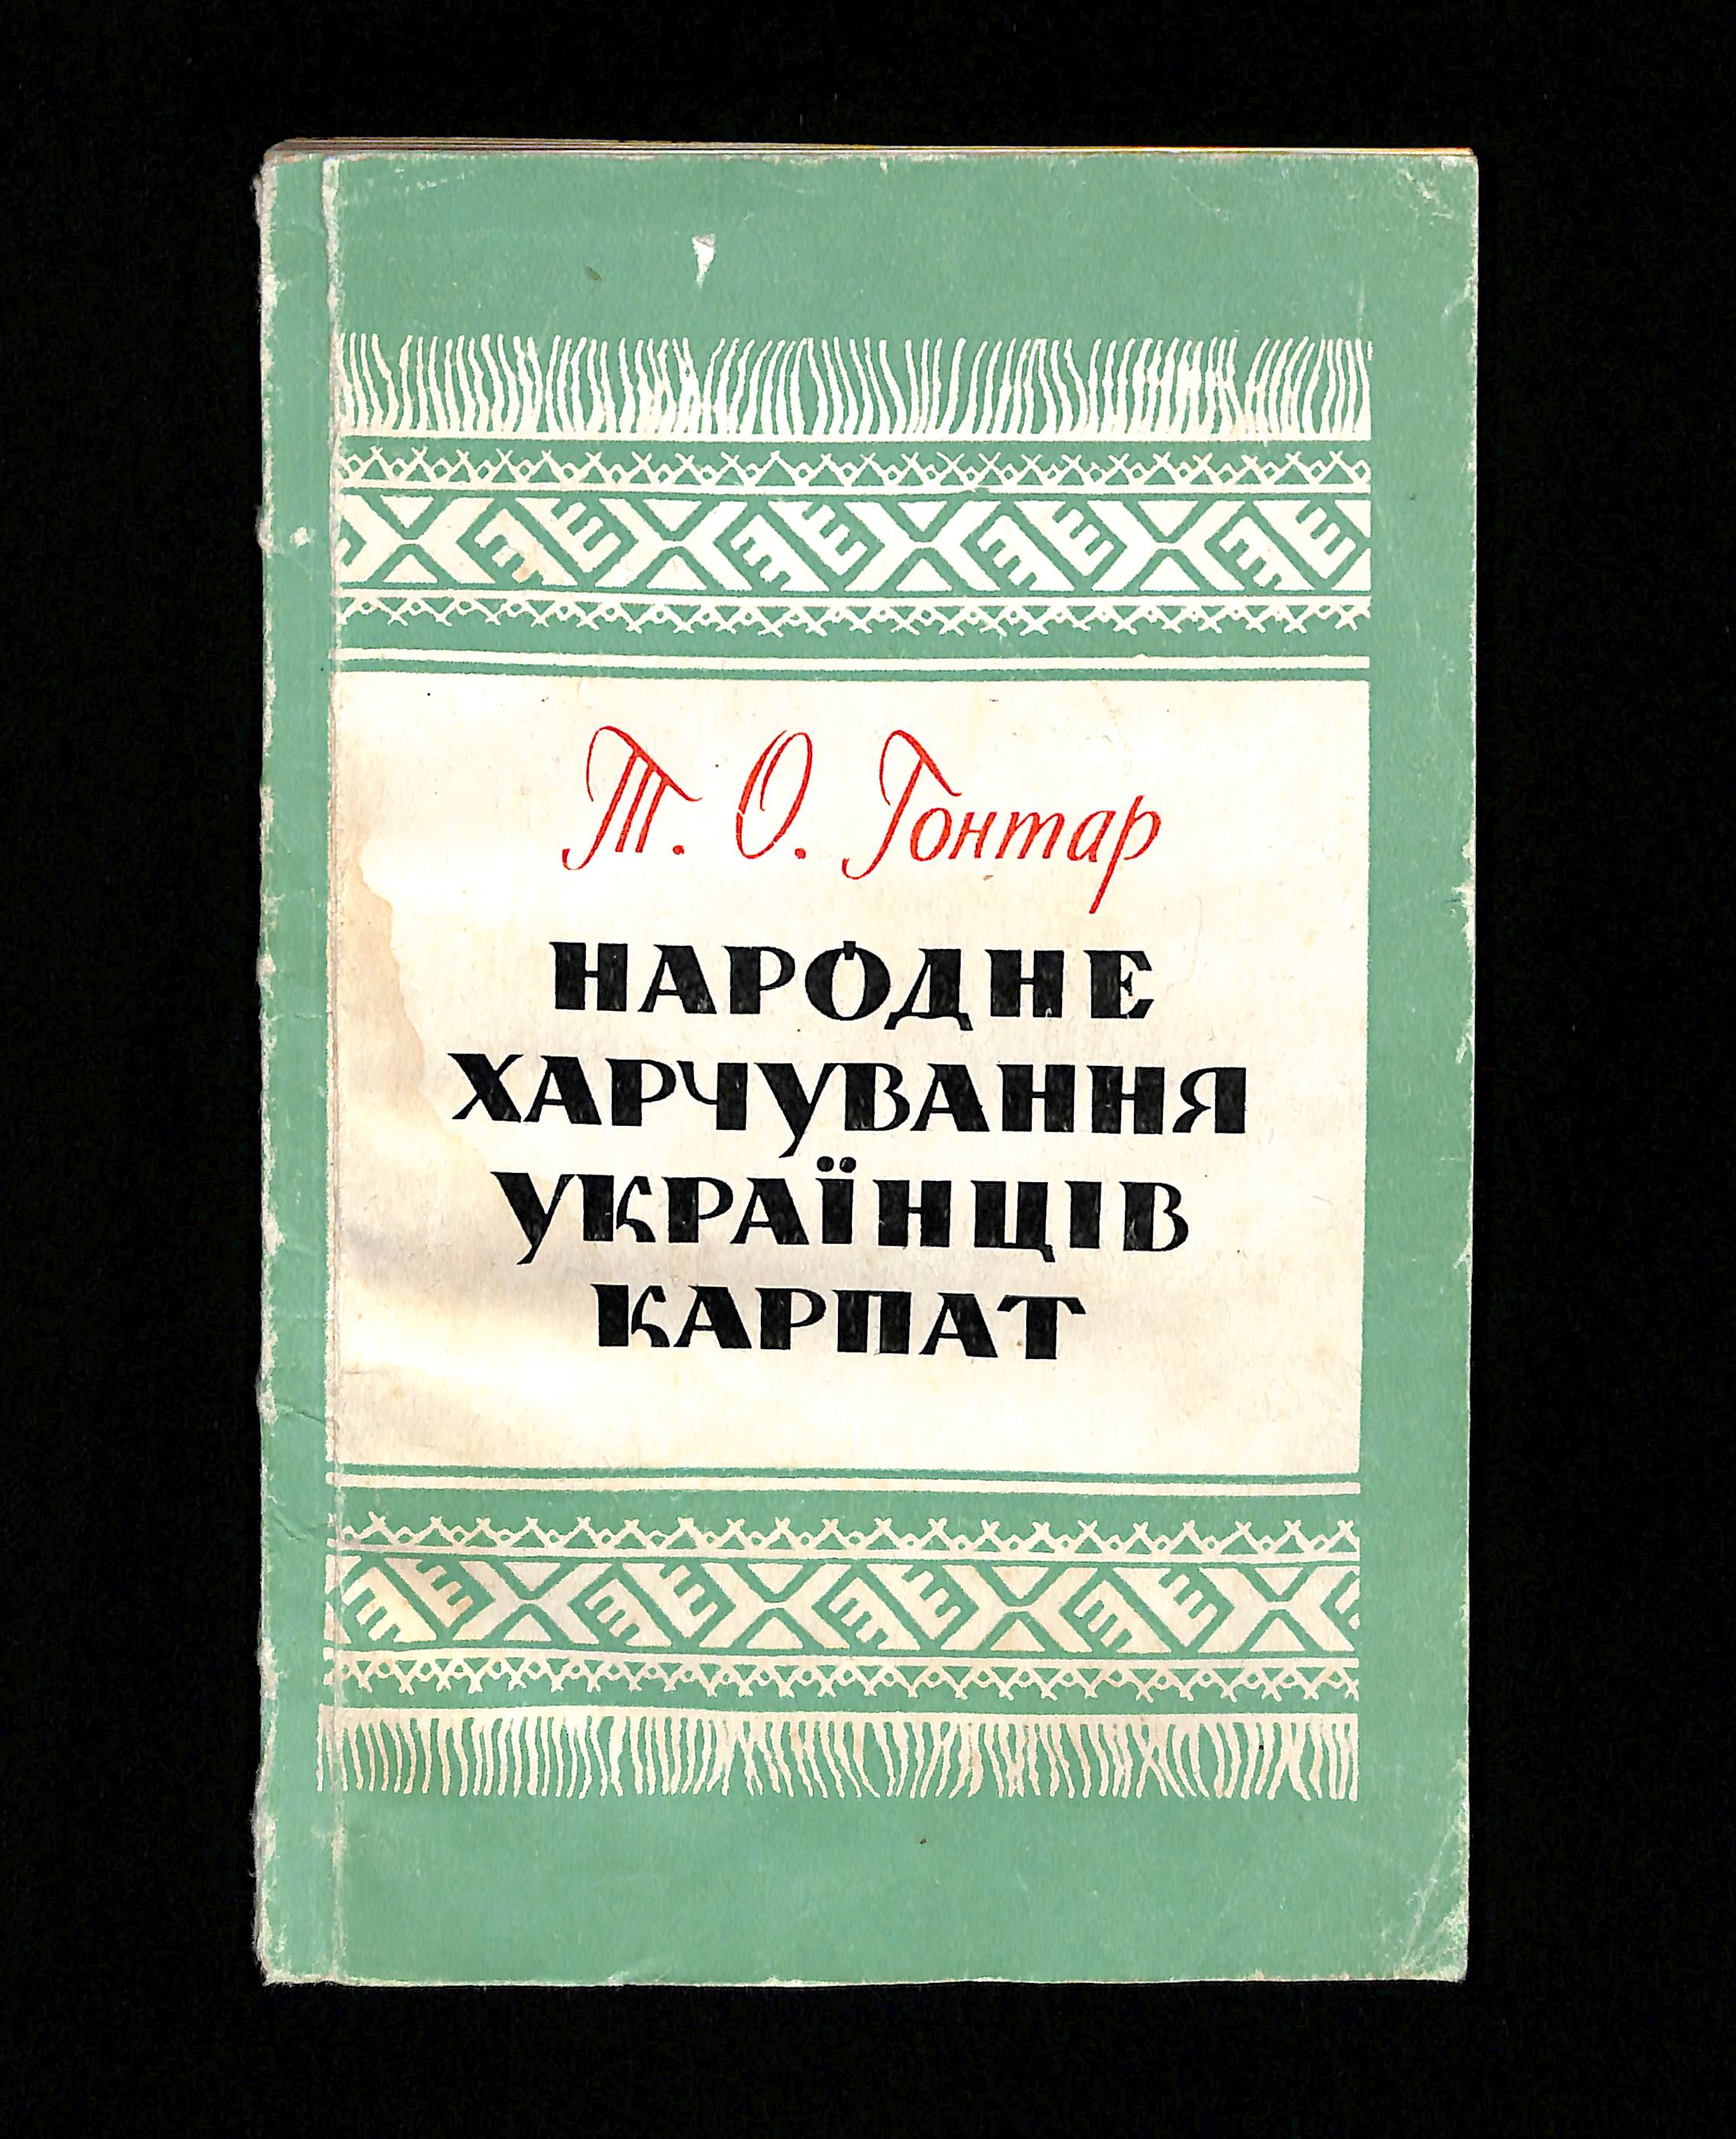 Т. О. Гонтар
НАРОДНЕ
ХАРЧУВАННЯ
УКРАЇНЦІВ
КАРПАТ